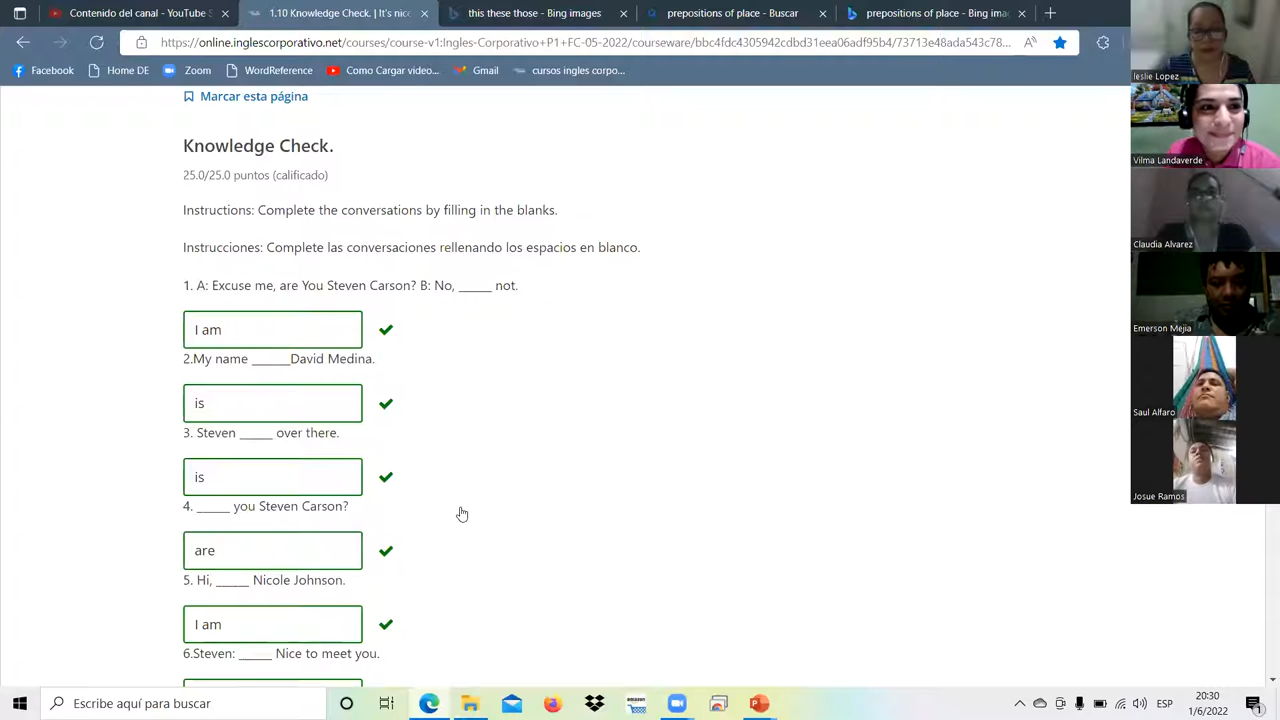 Contenido del canal - YouTube S
1.10 Knowledge Check. | It's nice
this these those - Bing images
prepositions of place - Buscar
prepositions of place - Bing ima
https://online.inglescorporativo.net/courses/course-v1:Ingles-Corporativo+P1+FC-05-2022/courseware/bbc4fdc4305942cdbd31eea06adf95b4/73713e48ada543c78...
Facebook
Home DE
Zoom
WordReference
Como Cargar video...
Gmail
cursos ingles corpo...
Marcar esta página
Knowledge Check.
25.0/25.0 puntos (calificado)
Instructions: Complete the conversations by filling in the blanks.
Instrucciones: Complete las conversaciones rellenando los espacios en blanco.
1. A: Excuse me, are You Steven Carson? B: No, _____ not.
I am
2.My name ______David Medina.
is
3. Steven _____ over there.
is
4. _____ you Steven Carson?
are
5. Hi, _____ Nicole Johnson.
I am
6.Steven: _____ Nice to meet you.
leslie Lopez
Vilma Landaverde
Claudia Alvarez
Emerson Mejia
Saul Alfaro
Josue Ramos
Escribe aquí para buscar
amazon
ESP
20:30
1/6/2022
1